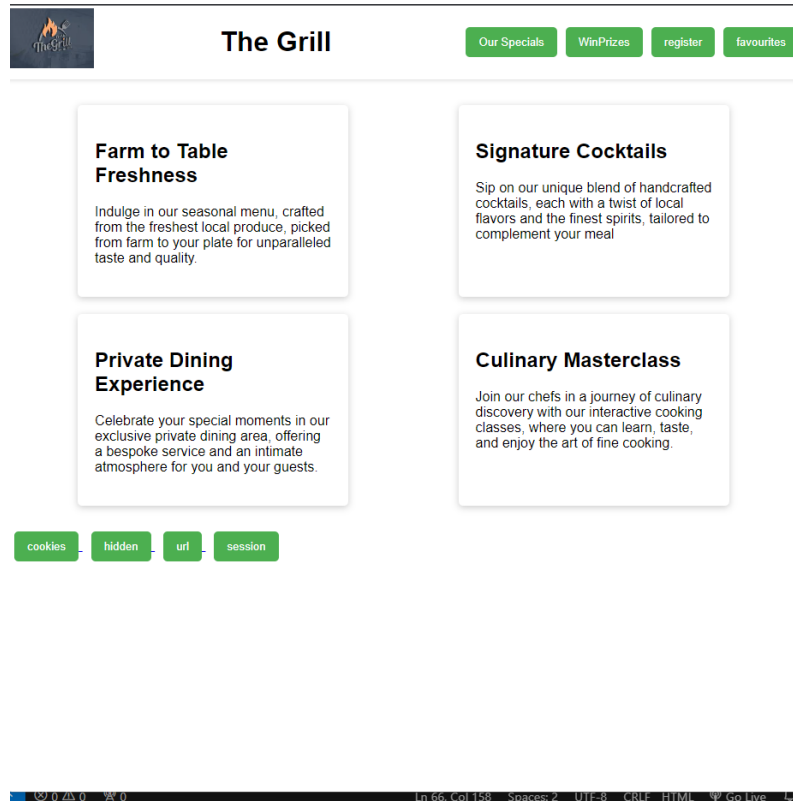 TheGrill
The Grill
Our Specials
WinPrizes
register
favourites
Farm to Table
Freshness
Indulge in our seasonal menu, crafted
from the freshest local produce, picked
from farm to your plate for unparalleled
taste and quality.
Signature Cocktails
Sip on our unique blend of handcrafted
cocktails, each with a twist of local
flavors and the finest spirits, tailored to
complement your meal
Private Dining
Experience
Celebrate your special moments in our
exclusive private dining area, offering
a bespoke service and an intimate
atmosphere for you and your guests.
Culinary Masterclass
Join our chefs in a journey of culinary
discovery with our interactive cooking
classes, where you can learn, taste,
and enjoy the art of fine cooking.
cookies
hidden
url
session
0 0 0 Ln 66, Col 158 Spaces: 2 UTF-8 CRLF HTML Go Live